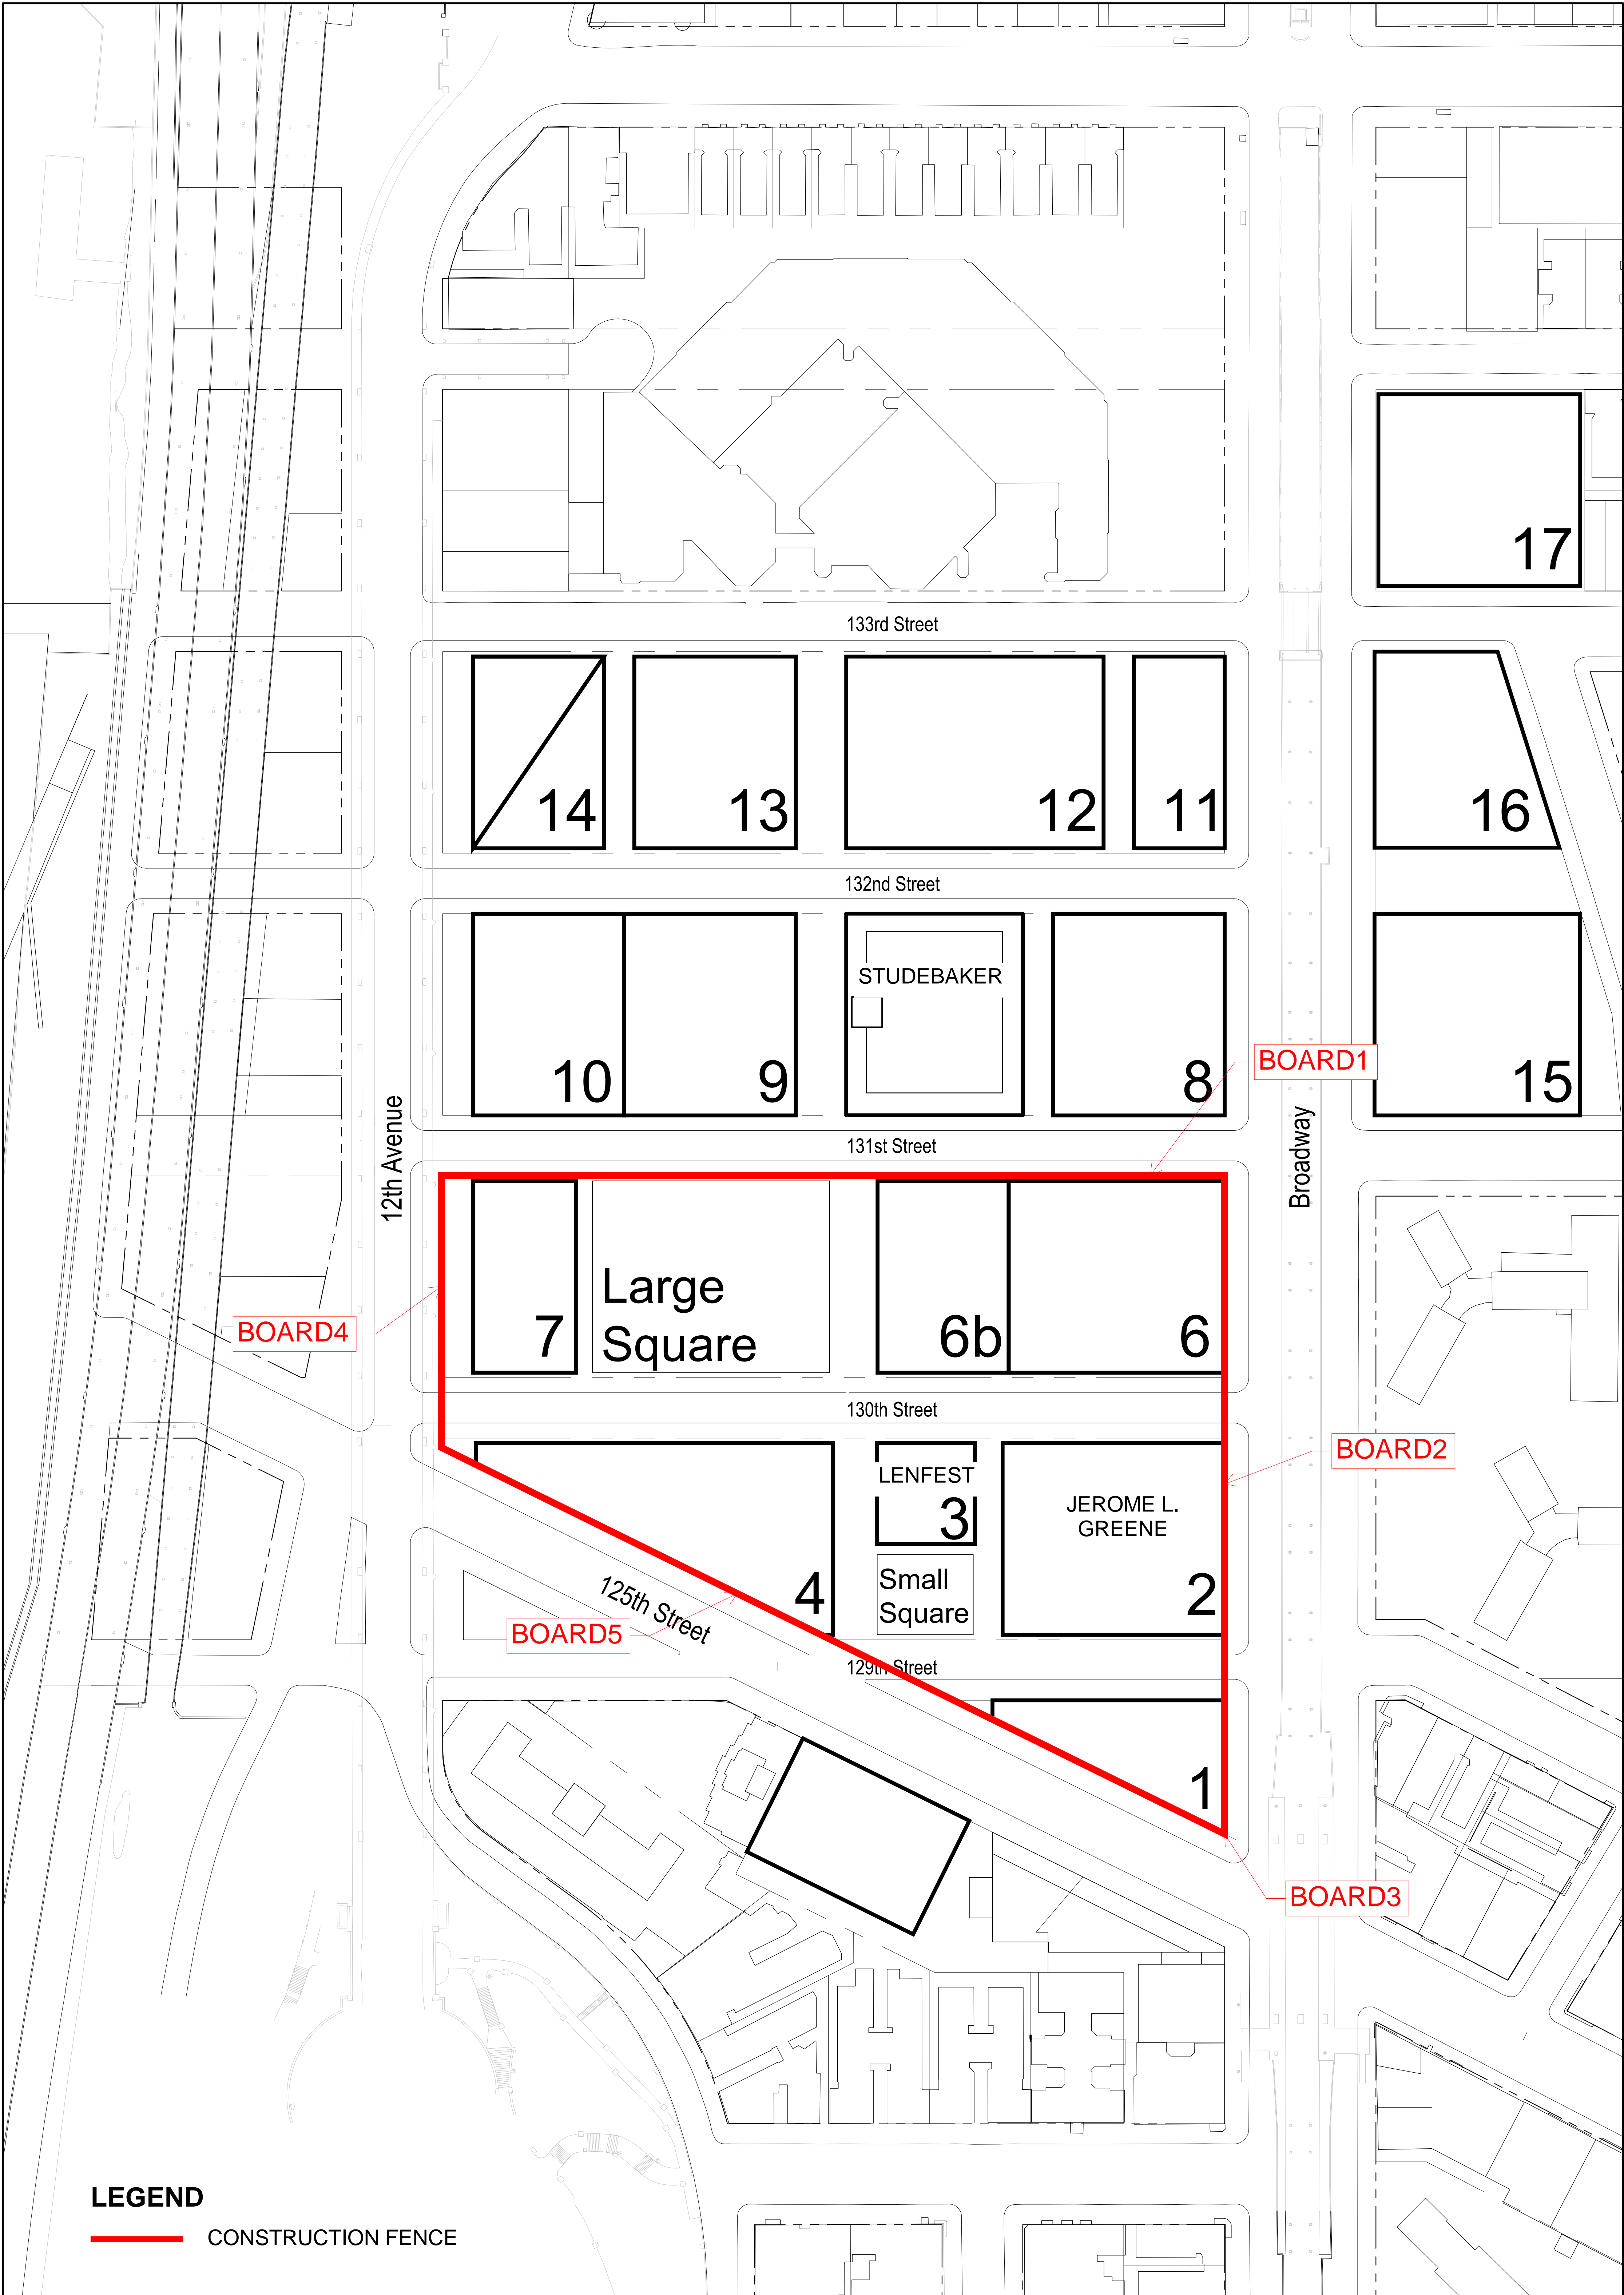 17
133rd Street
14
13
12
11
16
132nd Street
STUDEBAKER
10
9
8
15
BOARD1
12th Avenue
Broadway
131st Street
Large
Square
7
6b
6
BOARD4
130th Street
BOARD2
LENFEST
3
JEROME L.
GREENE
Small
Square
4
2
125th Street
BOARD5
129th Street
1
BOARD3
LEGEND
CONSTRUCTION FENCE